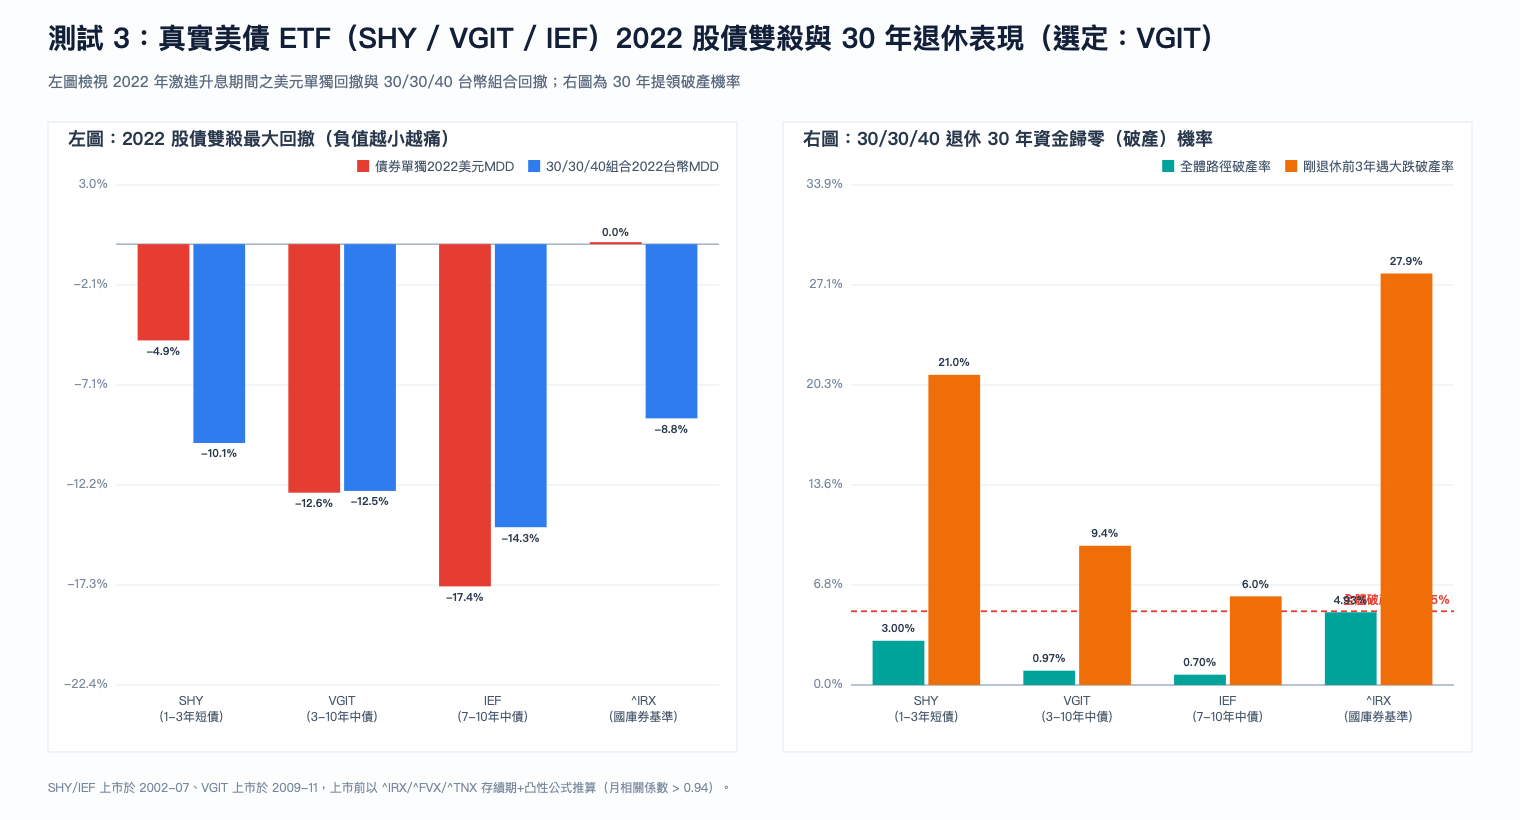 測試 3：真實美債 ETF（SHY / VGIT / IEF）2022 股債雙殺與 30 年退休表現（選定：VGIT）
左圖檢視 2022 年激進升息期間之美元單獨回撤與 30/30/40 台幣組合回撤；右圖為 30 年提領破產機率
左圖：2022 股債雙殺最大回撤（負值越小越痛）
債券單獨2022美元MDD
30/30/40組合2022台幣MDD
3.0%
−2.1%
−7.1%
−12.2%
−17.3%
−22.4%
−4.9%
−10.1%
−12.6%
−12.5%
−17.4%
−14.3%
0.0%
−8.8%
SHY
(1−3年短債)
VGIT
(3−10年中債)
IEF
(7−10年中債)
^IRX
(國庫券基準)
右圖：30/30/40 退休 30 年資金歸零（破產）機率
全體路徑破產率
剛退休前3年遇大跌破產率
33.9%
27.1%
20.3%
13.6%
6.8%
0.0%
3.00%
21.0%
0.97%
9.4%
0.70%
6.0%
4.93%
27.9%
5%
SHY
(1−3年短債)
VGIT
(3−10年中債)
IEF
(7−10年中債)
^IRX
(國庫券基準)
SHY/IEF 上市於 2002−07、VGIT 上市於 2009−11，上市前以 ^IRX/^FVX/^TNX 存續期+凸性公式推算（月相關係數 > 0.94）。